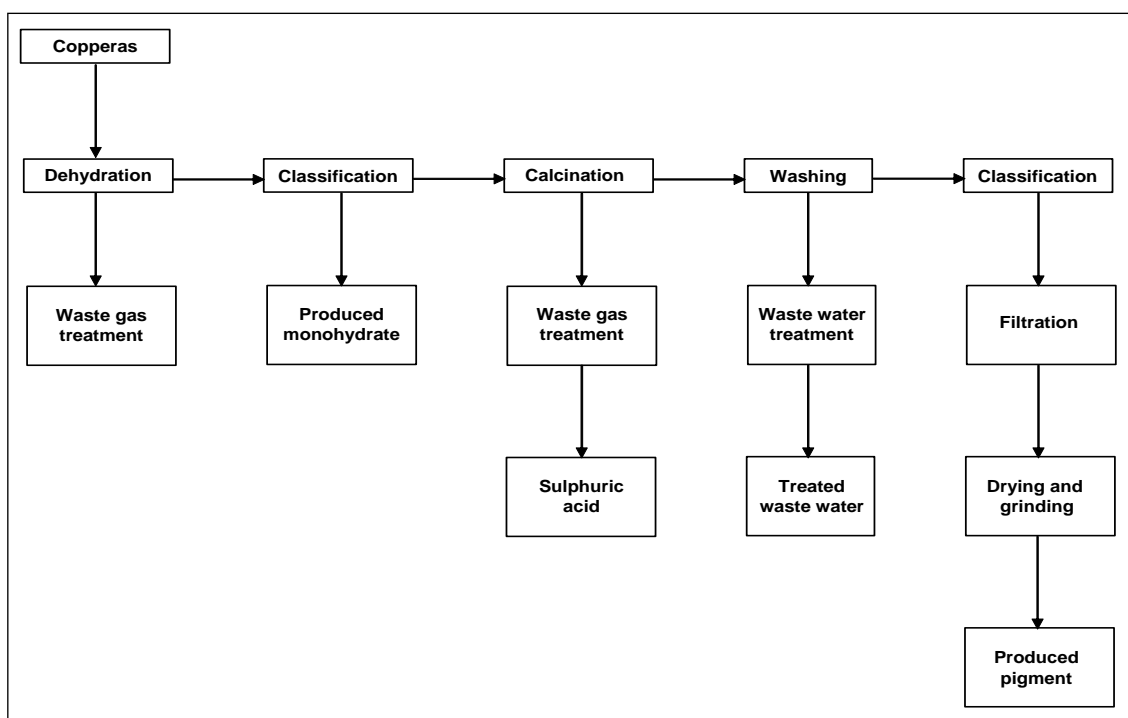 Copperas
Dehydration
Classification
Calcination
Washing
Classification
Waste gas
treatment
Produced
monohydrate
Waste gas
treatment
Waste water
treatment
Filtration
Sulphuric
acid
Treated
waste water
Drying and
grinding
Produced
pigment